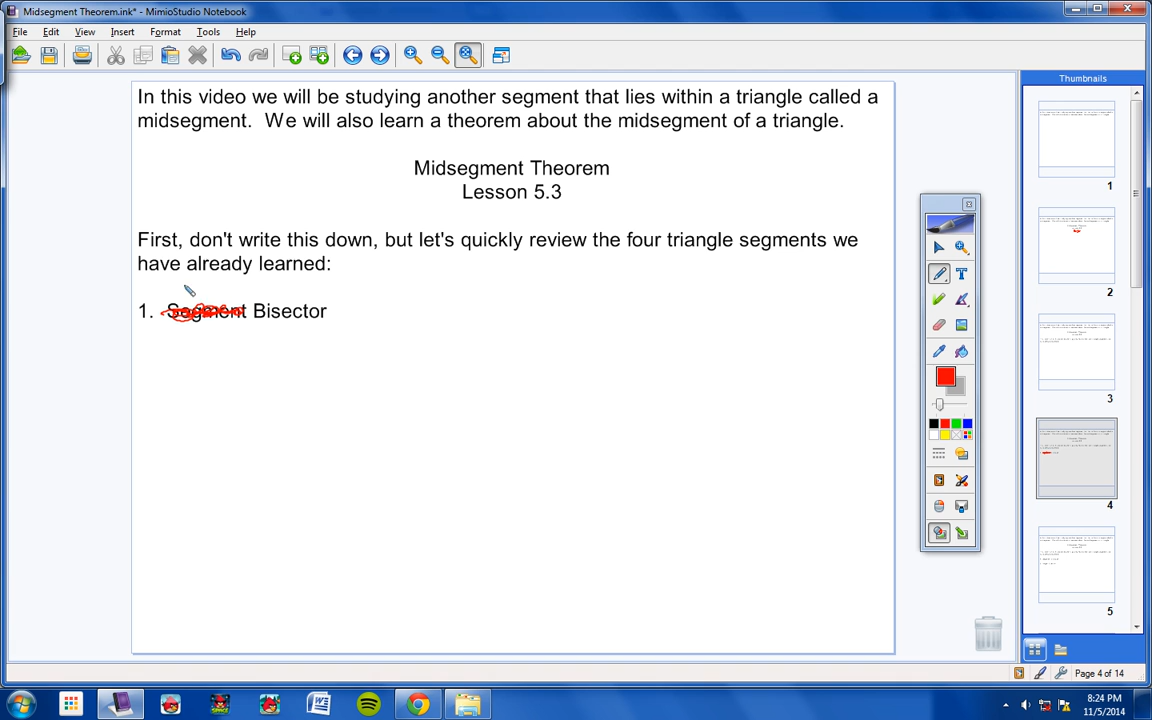 Midsegment Theorem.ink* - MimioStudio Notebook
File Edit View Insert Format Tools Help
In this video we will be studying another segment that lies within a triangle called a
midsegment. We will also learn a theorem about the midsegment of a triangle.
Midsegment Theorem
Lesson 5.3
First, don't write this down, but let's quickly review the four triangle segments we
have already learned:
1. Segment Bisector
Thumbnails
1
2
3
4
5
Page 4 of 14
8:24 PM
11/5/2014